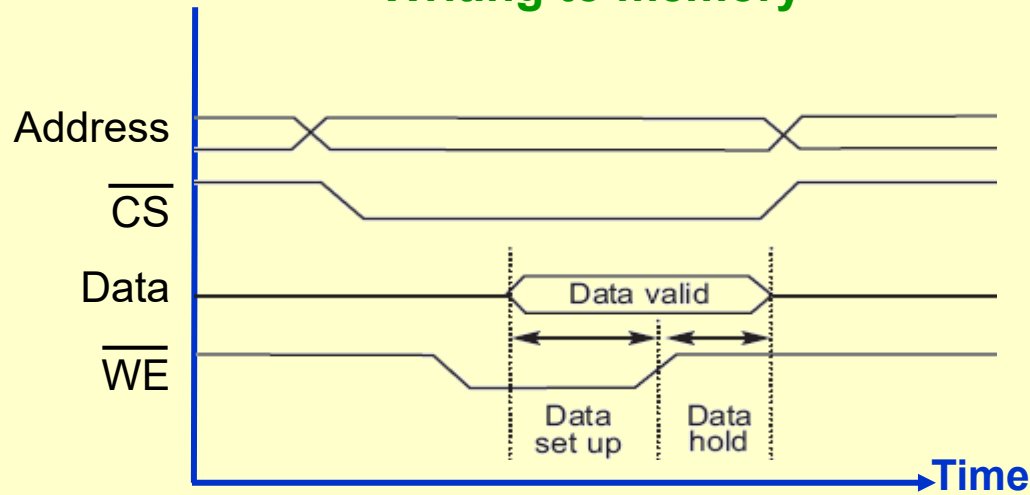 Address
CS
Data
Data valid
WE
Data
set up
Data
hold
Time